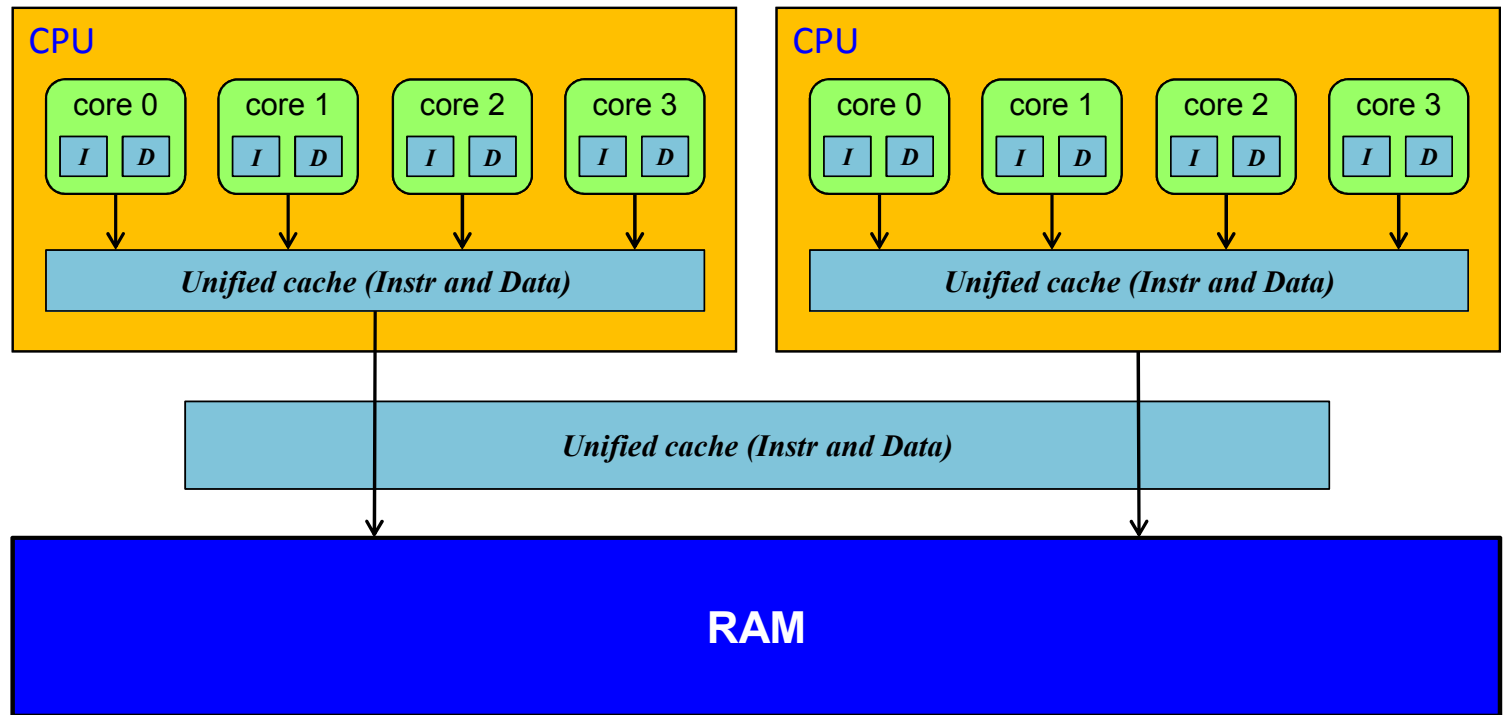 CPU
core 0
I D
core 1
I D
core 2
I D
core 3
I D
Unified cache (Instr and Data)
CPU
core 0
I D
core 1
I D
core 2
I D
core 3
I D
Unified cache (Instr and Data)
Unified cache (Instr and Data)
RAM